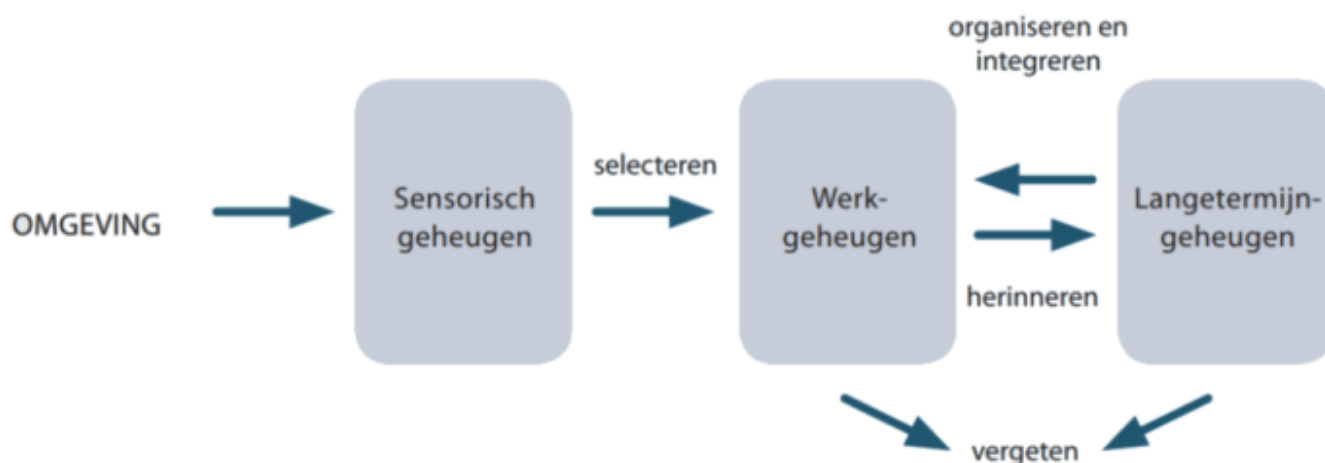 organiseren en
integreren
selecteren
OMGEVING
Sensorisch
geheugen
Werk-
geheugen
Langetermijn-
geheugen
herinneren
vergeten